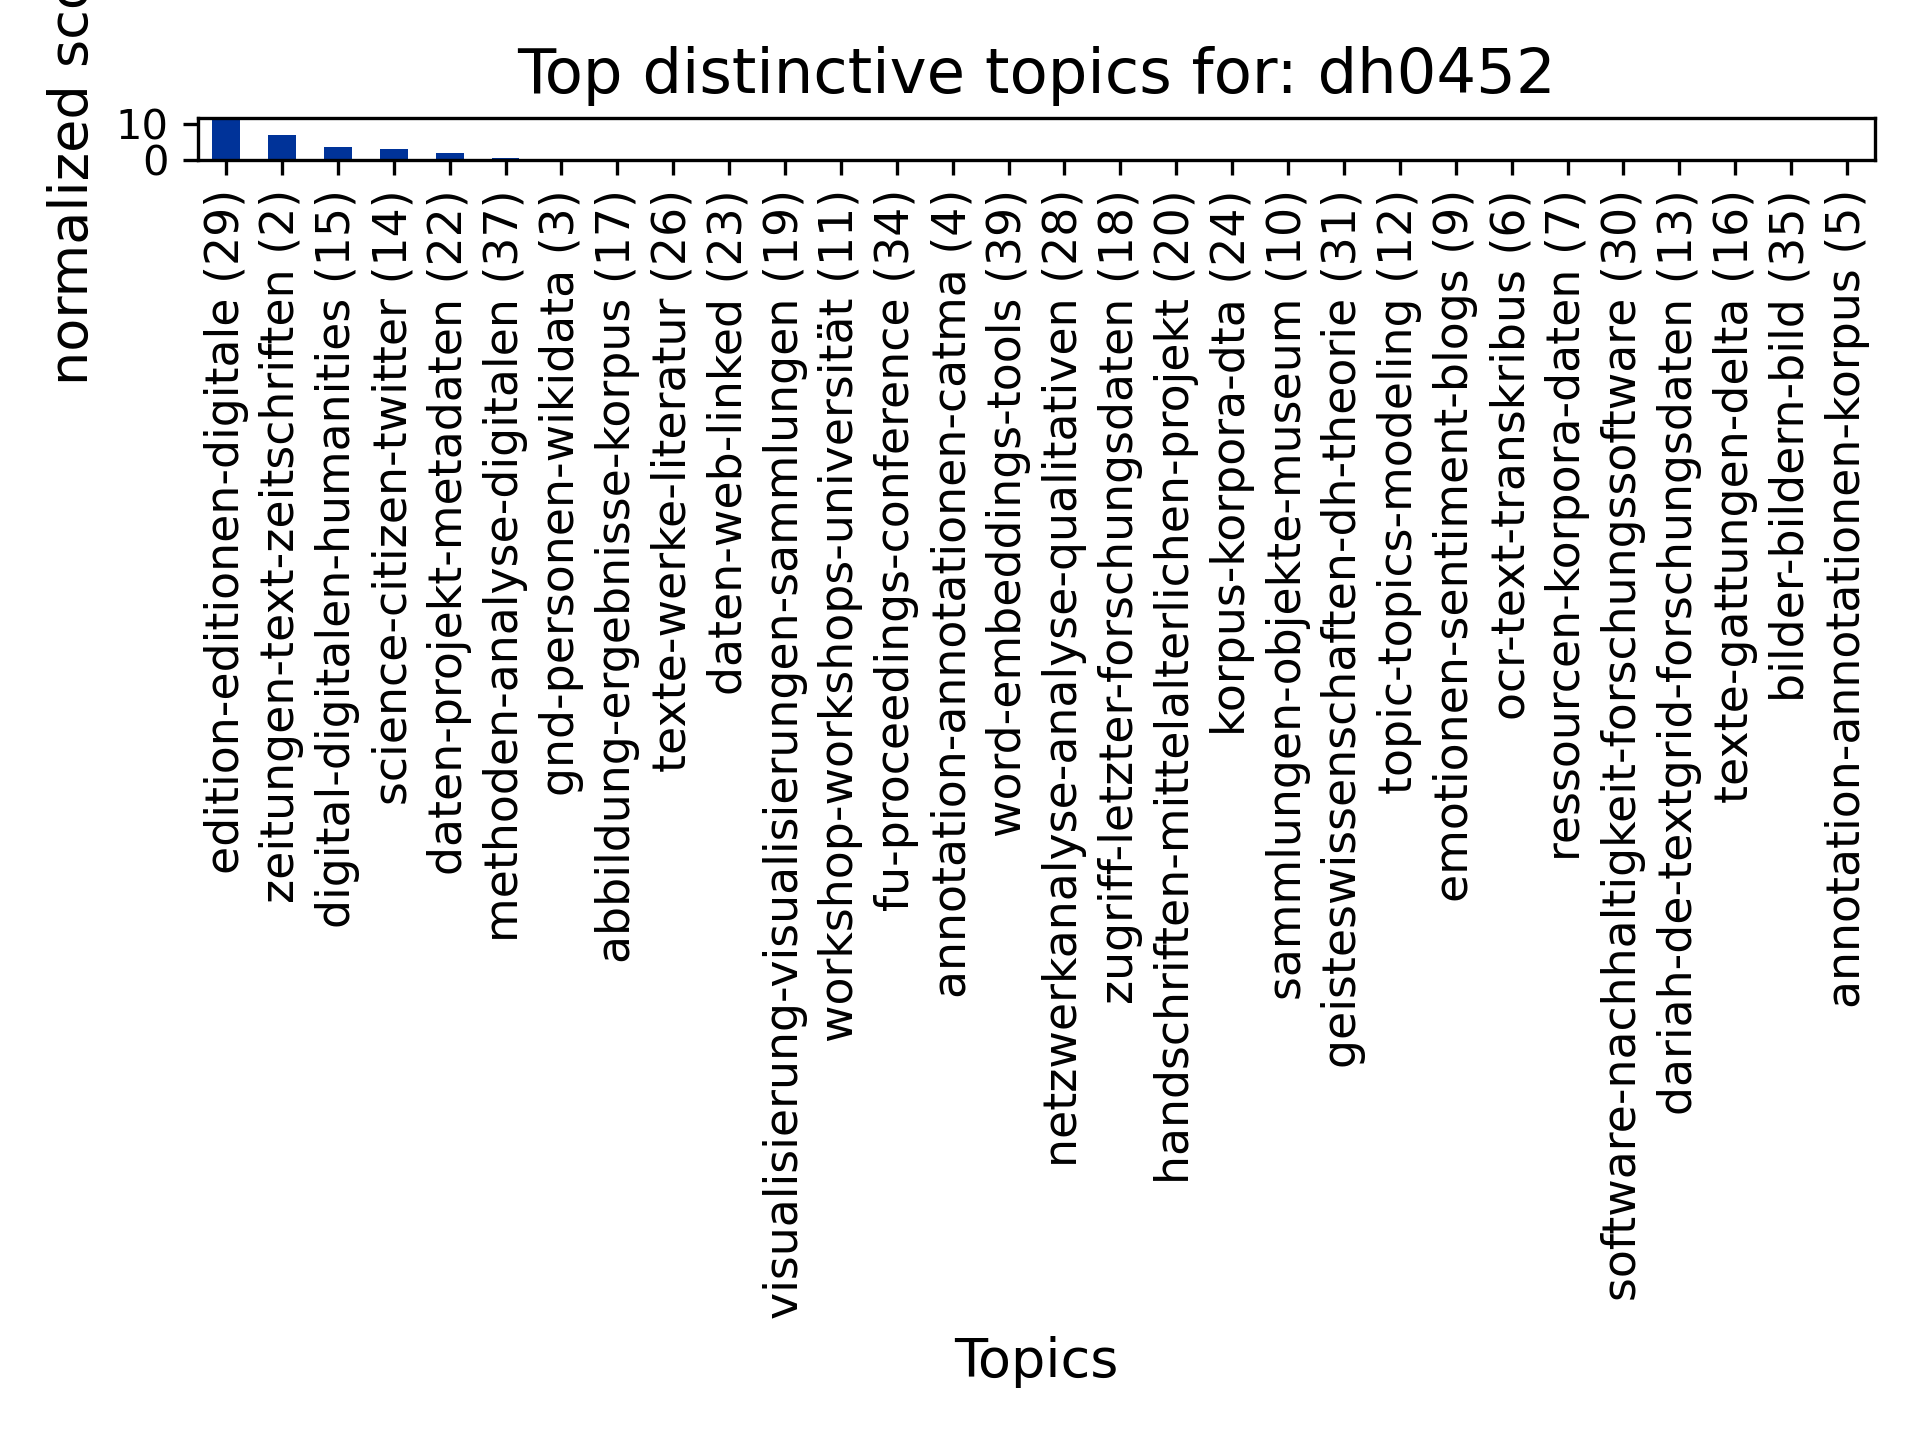 Top distinctive topics for: dh0452
normalized sco
10
0
edition-editionen-digitale (29)
zeitungen-text-zeitschriften (2)
digital-digitalen-humanities (15)
science-citizen-twitter (14)
daten-projekt-metadaten (22)
methoden-analyse-digitalen (37)
gnd-personen-wikidata (3)
abbildung-ergebnisse-korpus (17)
texte-werke-literatur (26)
daten-web-linked (23)
visualisierung-visualisierungen-sammlungen (19)
workshop-workshops-universität (11)
fu-proceedings-conference (34)
annotation-annotationen-catma (4)
word-embeddings-tools (39)
netzwerkanalyse-analyse-qualitativen (28)
zugriff-letzter-forschungsdaten (18)
handschriften-mittelalterlichen-projekt (20)
korpus-korpora-dta (24)
sammlungen-objekte-museum (10)
geisteswissenschaften-dh-theorie (31)
topic-topics-modeling (12)
emotionen-sentiment-blogs (9)
ocr-text-transkribus (6)
ressourcen-korpora-daten (7)
software-nachhaltigkeit-forschungssoftware (30)
dariah-de-textgrid-forschungsdaten (13)
texte-gattungen-delta (16)
bilder-bildern-bild (35)
annotation-annotationen-korpus (5)
Topics